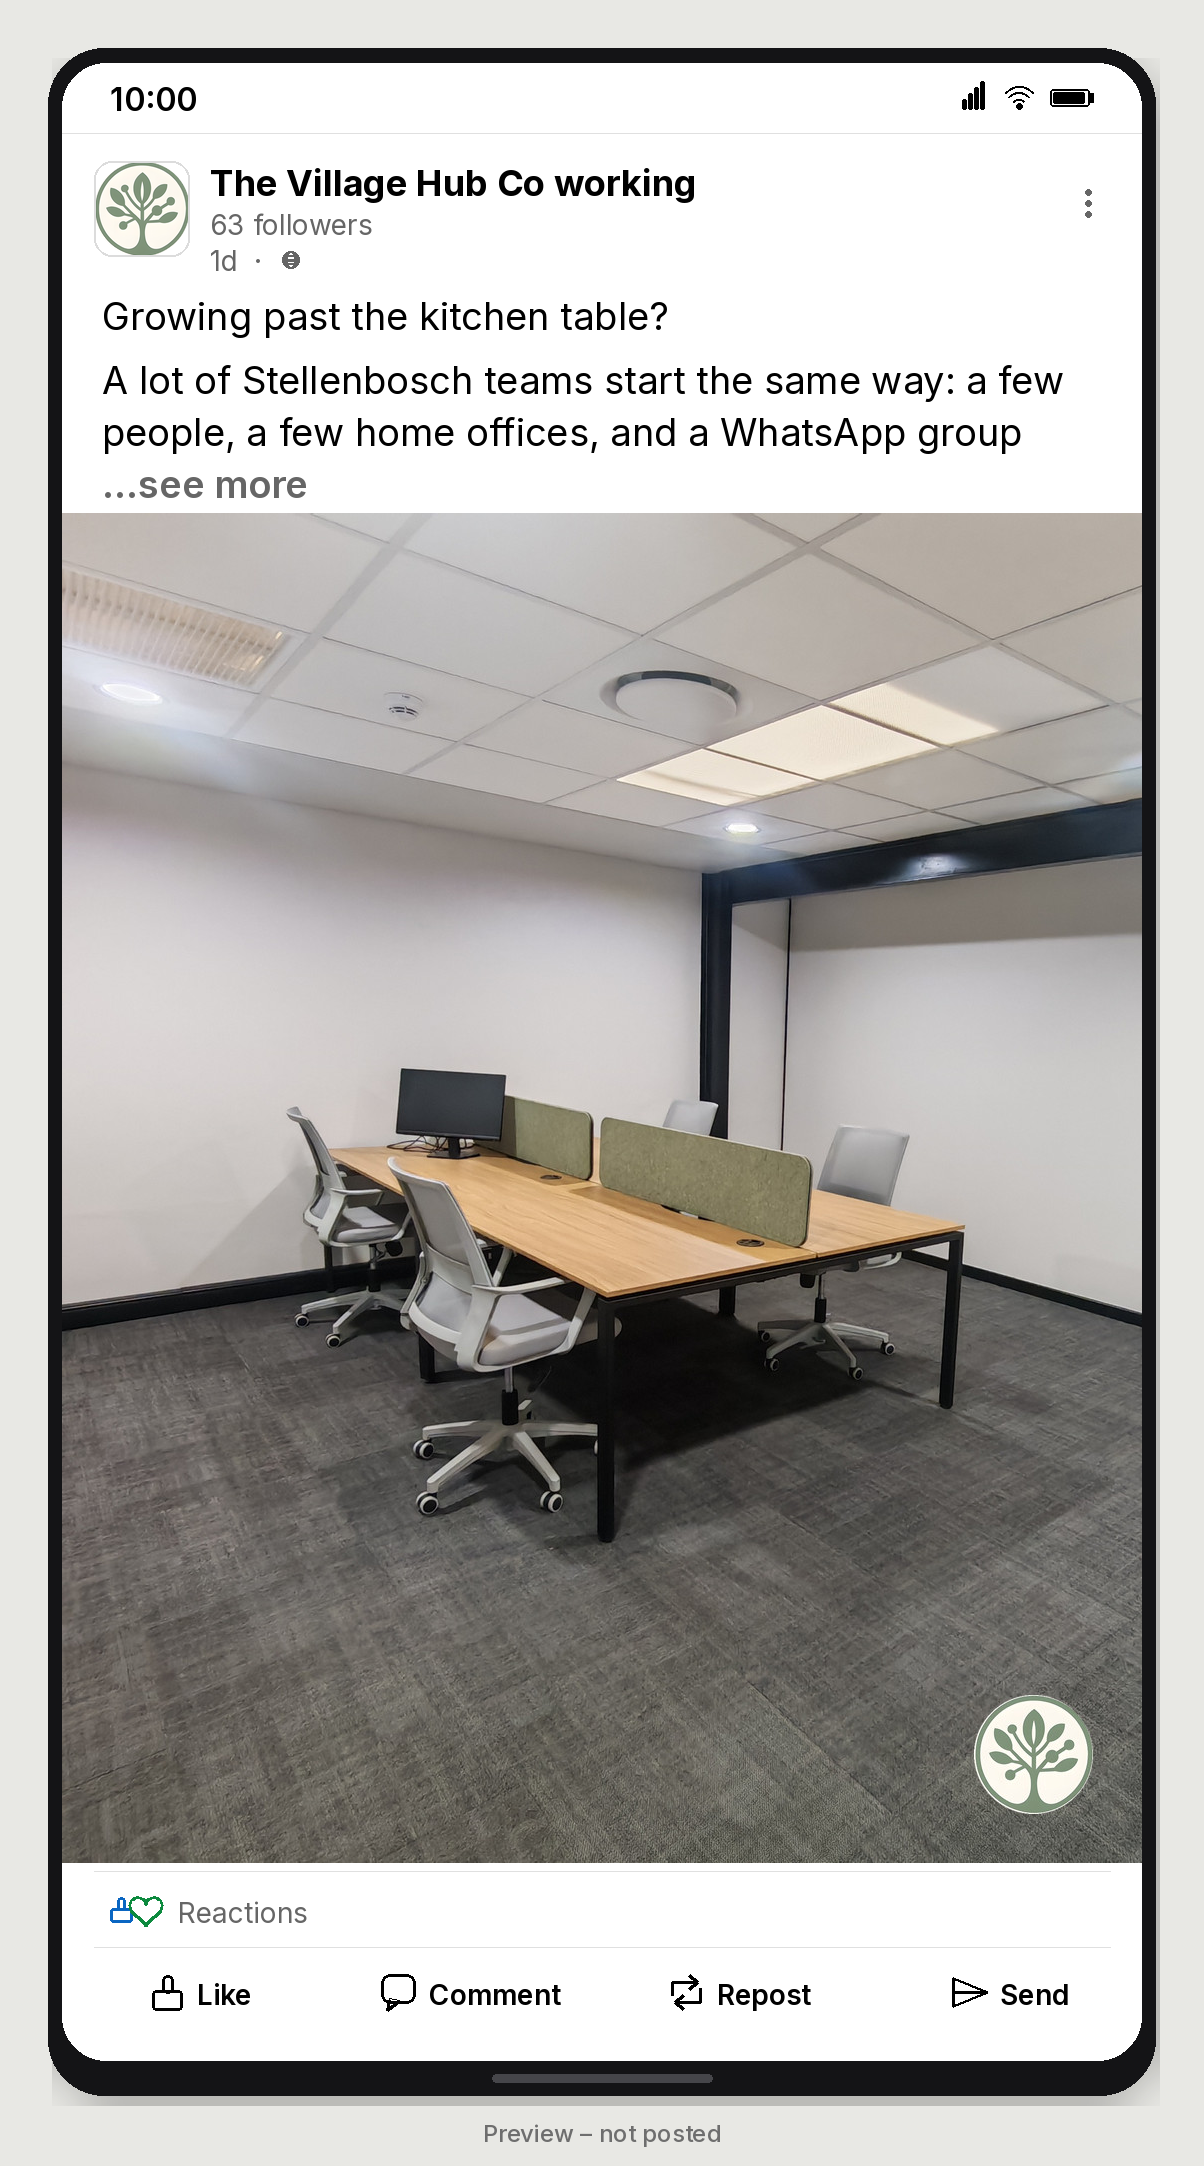 10:00
The Village Hub Co working
63 followers
1d ·
Growing past the kitchen table?
A lot of Stellenbosch teams start the same way: a few
people, a few home offices, and a WhatsApp group
...see more
Reactions
Like Comment Repost Send
Preview – not posted